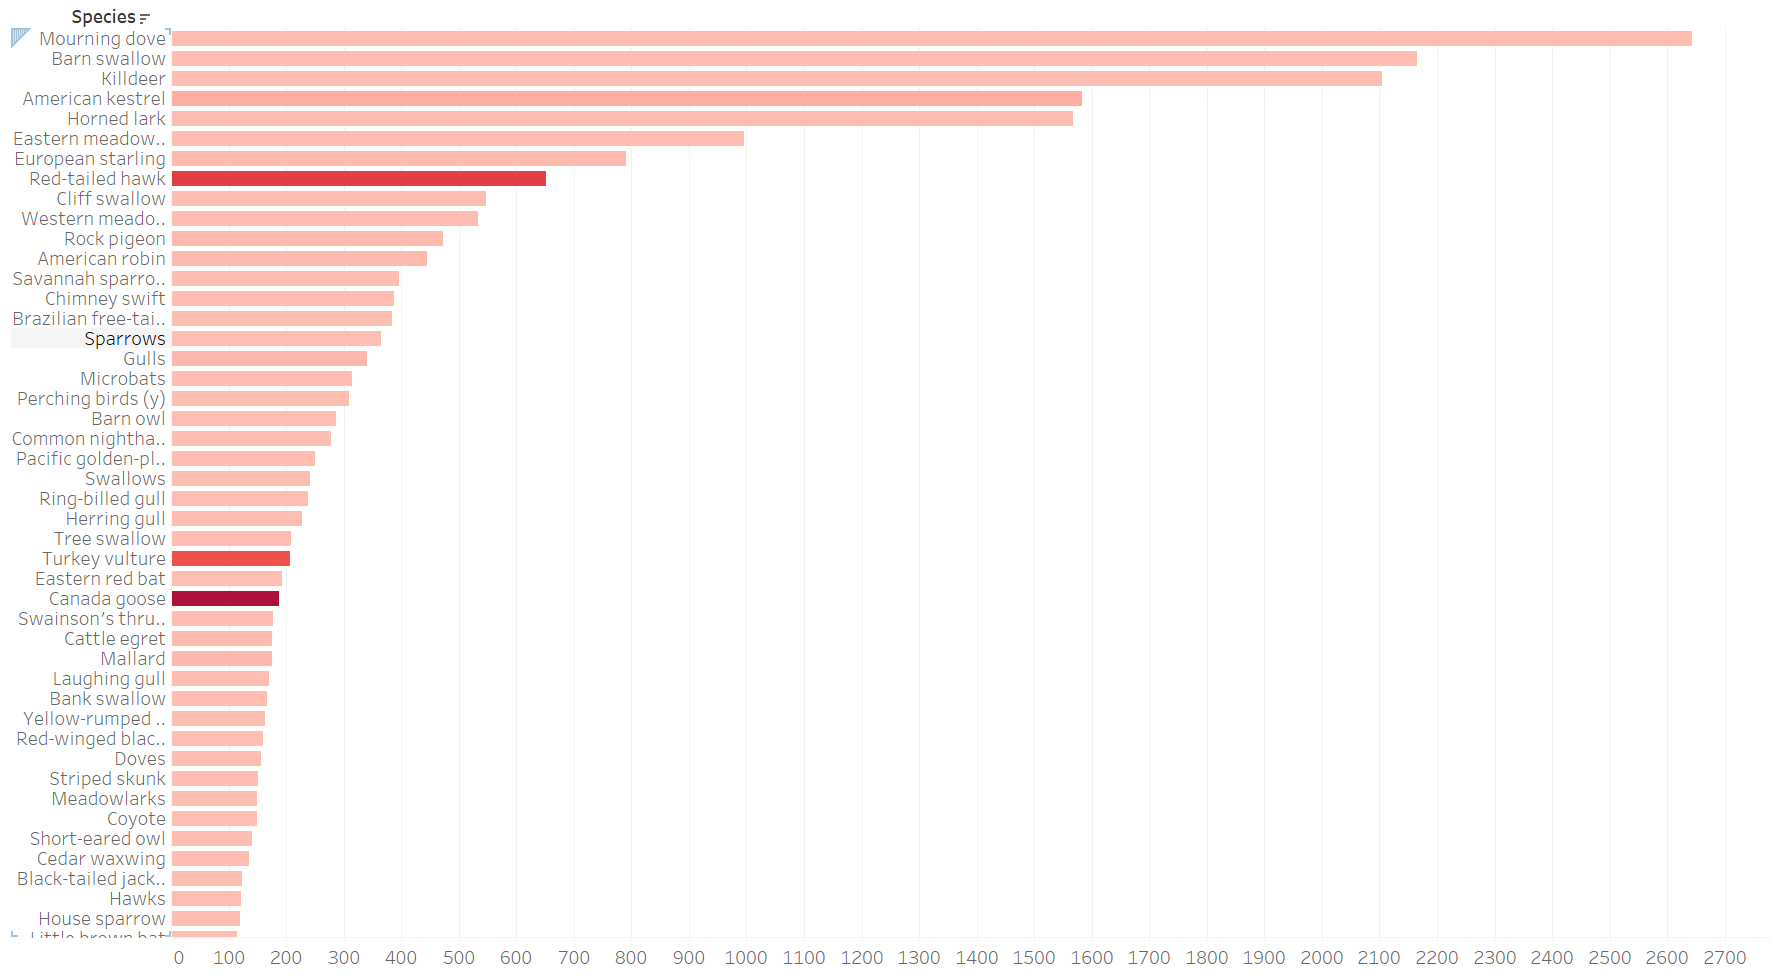 Species
Mourning dove
Barn swallow
Killdeer
American kestrel
Horned lark
Eastern meadow..
European starling
Red-tailed hawk
Cliff swallow
Western meado..
Rock pigeon
American robin
Savannah sparro..
Chimney swift
Brazilian free-tai..
Sparrows
Gulls
Microbats
Perching birds (y)
Barn owl
Common nightha..
Pacific golden-pl..
Swallows
Ring-billed gull
Herring gull
Tree swallow
Turkey vulture
Eastern red bat
Canada goose
Swainson's thru..
Cattle egret
Mallard
Laughing gull
Bank swallow
Yellow-rumped ..
Red-winged blac..
Doves
Striped skunk
Meadowlarks
Coyote
Short-eared owl
Cedar waxwing
Black-tailed jack..
Hawks
House sparrow
Little brown bat
0 100 200 300 400 500 600 700 800 900 1000 1100 1200 1300 1400 1500 1600 1700 1800 1900 2000 2100 2200 2300 2400 2500 2600 2700